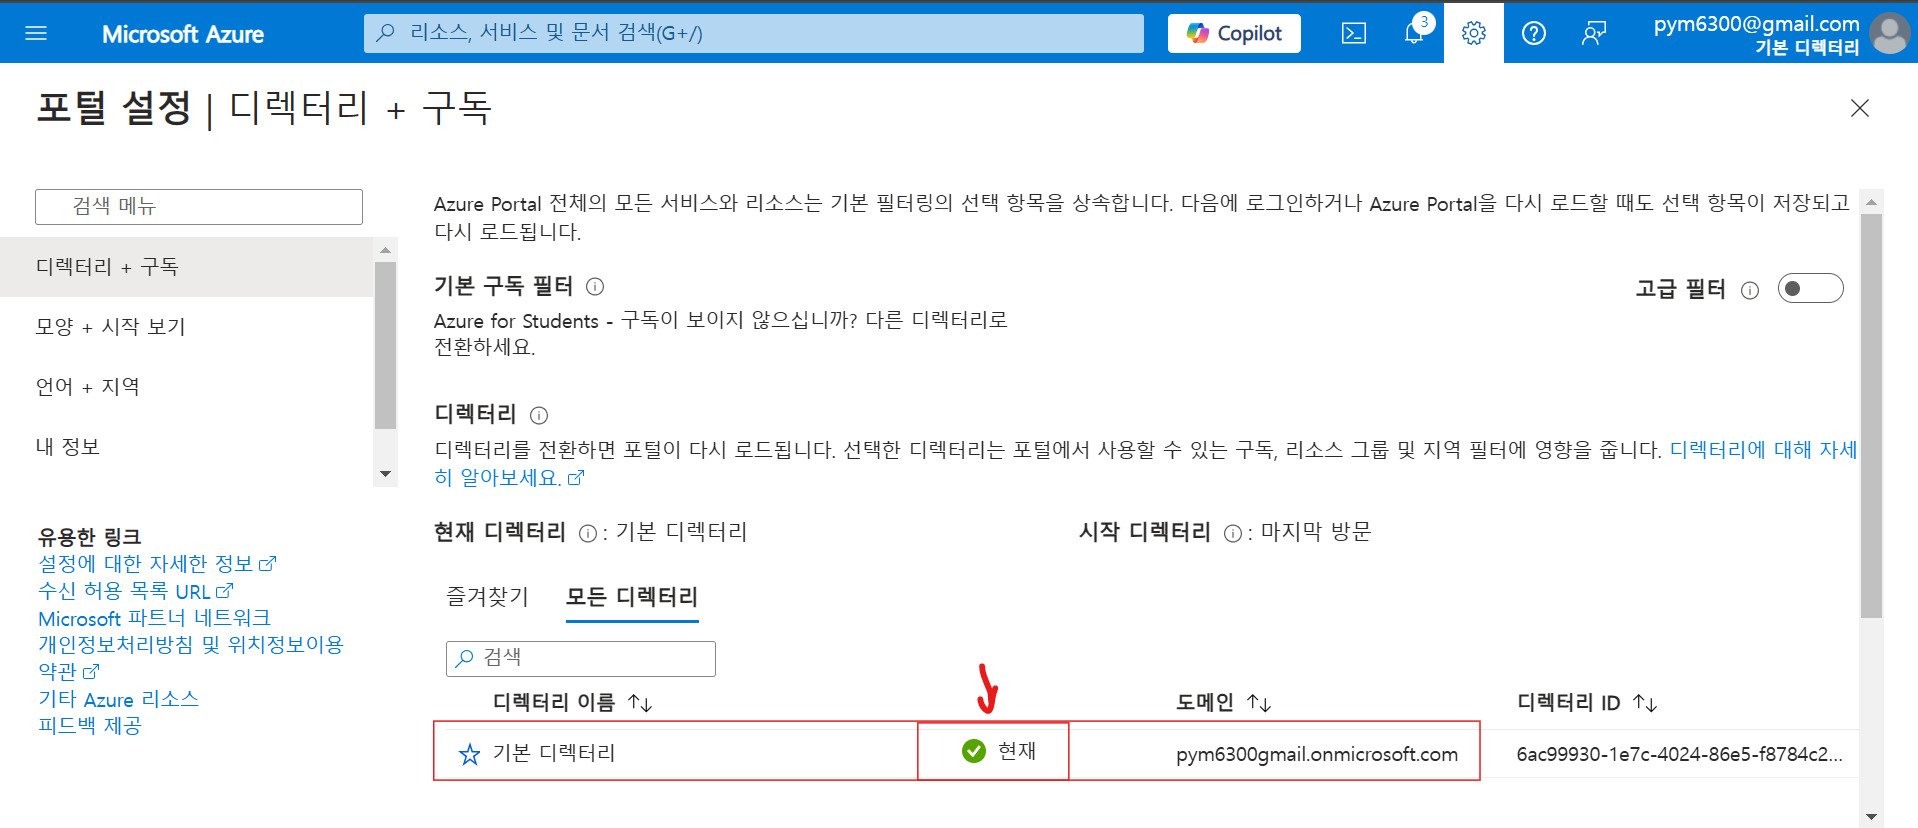 Microsoft Azure
리소스, 서비스 및 문서 검색(G+/)
Copilot
3
pym6300@gmail.com
기본 디렉터리
포털 설정 | 디렉터리 + 구독
검색 메뉴
디렉터리 + 구독
모양 + 시작 보기
언어 + 지역
내 정보
유용한 링크
설정에 대한 자세한 정보
수신 허용 목록 URL
Microsoft 파트너 네트워크
개인정보처리방침 및 위치정보이용
약관
기타 Azure 리소스
피드백 제공
Azure Portal 전체의 모든 서비스와 리소스는 기본 필터링의 선택 항목을 상속합니다. 다음에 로그인하거나 Azure Portal을 다시 로드할 때도 선택 항목이 저장되고
다시 로드됩니다.
기본 구독 필터
고급 필터
Azure for Students - 구독이 보이지 않으십니까? 다른 디렉터리로
전환하세요.
디렉터리
디렉터리를 전환하면 포털이 다시 로드됩니다. 선택한 디렉터리는 포털에서 사용할 수 있는 구독, 리소스 그룹 및 지역 필터에 영향을 줍니다. 디렉터리에 대해 자세
히 알아보세요.
현재 디렉터리 : 기본 디렉터리
시작 디렉터리 : 마지막 방문
즐겨찾기
모든 디렉터리
검색
디렉터리 이름 도메인 디렉터리 ID
기본 디렉터리 현재 pym6300gmail.onmicrosoft.com 6ac99930-1e7c-4024-86e5-f8784c2...